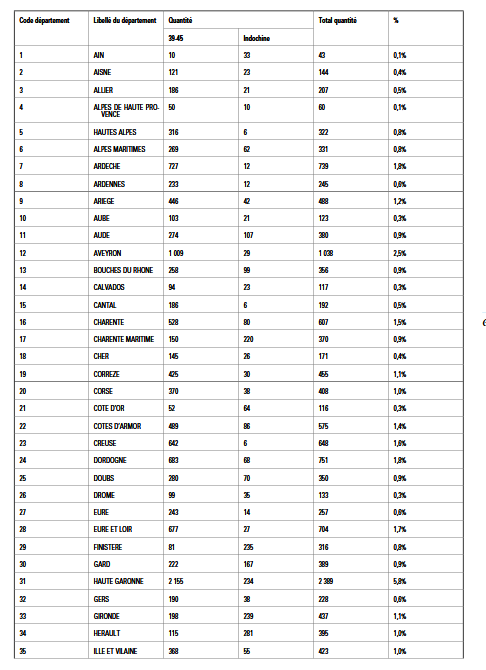 Code département Libellé du département Quantité Total quantité %
39-45 Indochine
1 AIN 10 33 43 0,1%
2 AISNE 121 23 144 0,4%
3 ALLIER 186 21 207 0,5%
4 ALPES DE HAUTE PRO- 50 10 60 0,1%
VENCE
5 HAUTES ALPES 316 6 322 0,8%
6 ALPES MARITIMES 269 62 331 0,8%
7 ARDECHE 727 12 739 1,8%
8 ARDENNES 233 12 245 0,6%
9 ARIEGE 446 42 488 1,2%
10 AUBE 103 21 123 0,3%
11 AUDE 274 107 380 0,9%
12 AVEYRON 1 009 29 1 038 2,5%
13 BOUCHES DU RHONE 258 99 356 0,9%
14 CALVADOS 94 23 117 0,3%
15 CANTAL 186 6 192 0,5%
16 CHARENTE 528 80 607 1,5%
17 CHARENTE MARITIME 150 220 370 0,9%
18 CHER 145 26 171 0,4%
19 CORREZE 425 30 455 1,1%
20 CORSE 370 38 408 1,0%
21 COTE D'OR 52 64 116 0,3%
22 COTES D'ARMOR 489 86 575 1,4%
23 CREUSE 642 6 648 1,6%
24 DORDOGNE 683 68 751 1,8%
25 DOUBS 280 70 350 0,9%
26 DROME 99 35 133 0,3%
27 EURE 243 14 257 0,6%
28 EURE ET LOIR 677 27 704 1,7%
29 FINISTERE 81 235 316 0,8%
30 GARD 222 167 389 0,9%
31 HAUTE GARONNE 2 155 234 2 389 5,8%
32 GERS 190 38 228 0,6%
33 GIRONDE 198 239 437 1,1%
34 HERAULT 115 281 395 1,0%
35 ILLE ET VILAINE 368 55 423 1,0%